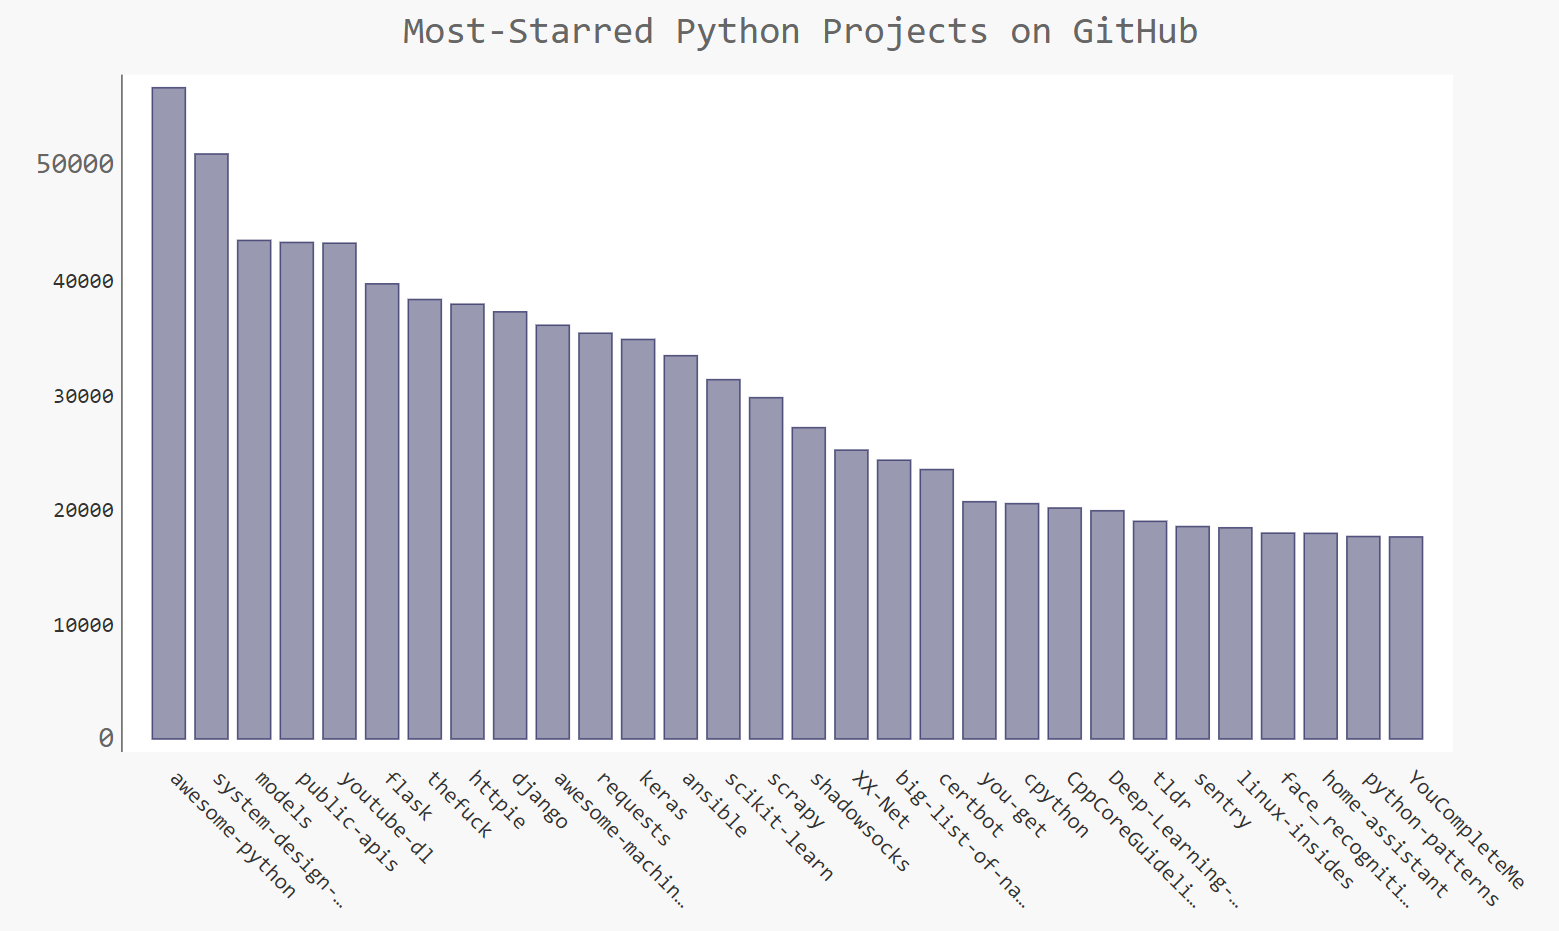 Most-Starred Python Projects on GitHub
50000
40000
30000
20000
10000
0
awesome-python
system-design-…
models
public-apis
youtube-dl
flask
thefuck
httpie
django
awesome-machin…
requests
keras
ansible
scikit-learn
scrapy
shadowsocks
XX-Net
big-list-of-na…
certbot
you-get
cpython
CppCoreGuideli…
Deep-Learning-…
tldr
sentry
linux-insides
face_recogniti…
home-assistant
python-patterns
YouCompleteMe